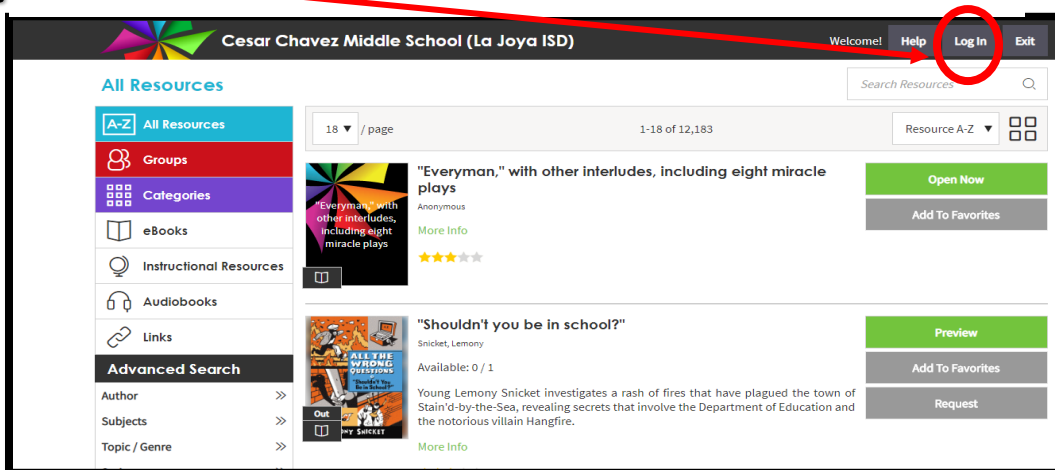 Cesar Chavez Middle School (La Joya ISD)
Welcome! Help Log In Exit
All Resources
Search Resources
A-Z All Resources
Groups
Categories
eBooks
Instructional Resources
Audiobooks
Links
Advanced Search
Author
Subjects
Topic / Genre
18 / page
1-18 of 12,183
Resource A-Z
"Everyman," with
other interludes,
including eight
miracle plays
"Everyman," with other interludes, including eight miracle
plays
Anonymous
More Info
Open Now
Add To Favorites
ALL THE
WRONG
QUESTIONS
"Shouldn't You
Be in School?"
Out
"Shouldn't you be in school?"
Snicket, Lemony
Available: 0 / 1
Young Lemony Snicket investigates a rash of fires that have plagued the town of
Stain'd-by-the-Sea, revealing secrets that involve the Department of Education and
the notorious villain Hangfire.
More Info
Preview
Add To Favorites
Request